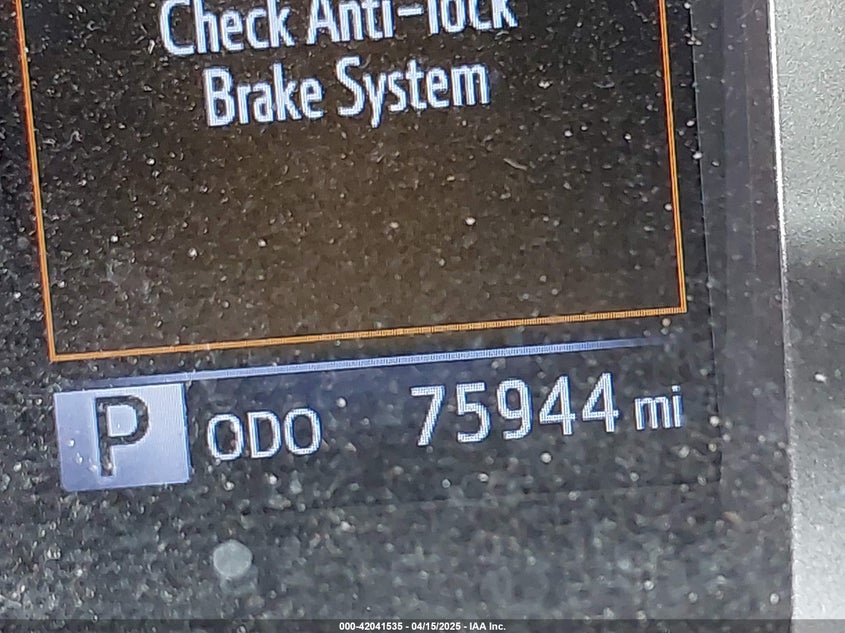 Check Anti-lock
Brake System
P ODO 75944 mi
000-42041535 - 04/15/2025 - IAA Inc.